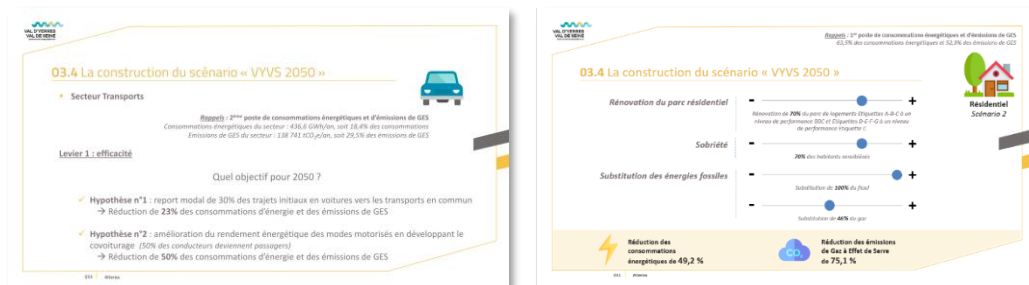 VAL D'YERRES
VAL DE SEINE
03.4 La construction du scénario « VYVS 2050 »
• Secteur Transports
Rappels : 2ème poste de consommations énergétiques et d'émissions de GES
Consommations énergétiques du secteur : 436,6 GWh/an, soit 18,4% des consommations
Emissions de GES du secteur : 138 741 tCO2e/an, soit 29,5% des émissions de GES
Levier 1 : efficacité
Quel objectif pour 2050 ?
✓ Hypothèse n°1 : report modal de 30% des trajets initiaux en voitures vers les transports en commun
→ Réduction de 23% des consommations d'énergie et des émissions de GES
✓ Hypothèse n°2 : amélioration du rendement énergétique des modes motorisés en développant le
covoiturage (50% des conducteurs deviennent passagers)
→ Réduction de 50% des consommations d'énergie et des émissions de GES
VAL D'YERRES
VAL DE SEINE
Rappels : 1er poste de consommations énergétiques et d'émissions de GES
63,5% des consommations énergétiques et 52,9% des émissions de GES
03.4 La construction du scénario « VYVS 2050 »
Résidentiel
Scénario 2
Rénovation du parc résidentiel
- +
Rénovation de 70% du parc de logements Etiquettes A-B-C à un
niveau de performance BBC et Etiquettes D-E-F-G à un niveau
de performance étiquette C
Sobriété
- +
70% des habitants sensibilisés
Substitution des énergies fossiles
- +
Substitution de 100% du fioul
- +
Substitution de 46% du gaz
Réduction des
consommations
énergétiques de 49,2 %
CO2
Réduction des émissions
de Gaz à Effet de Serre
de 75,1 %